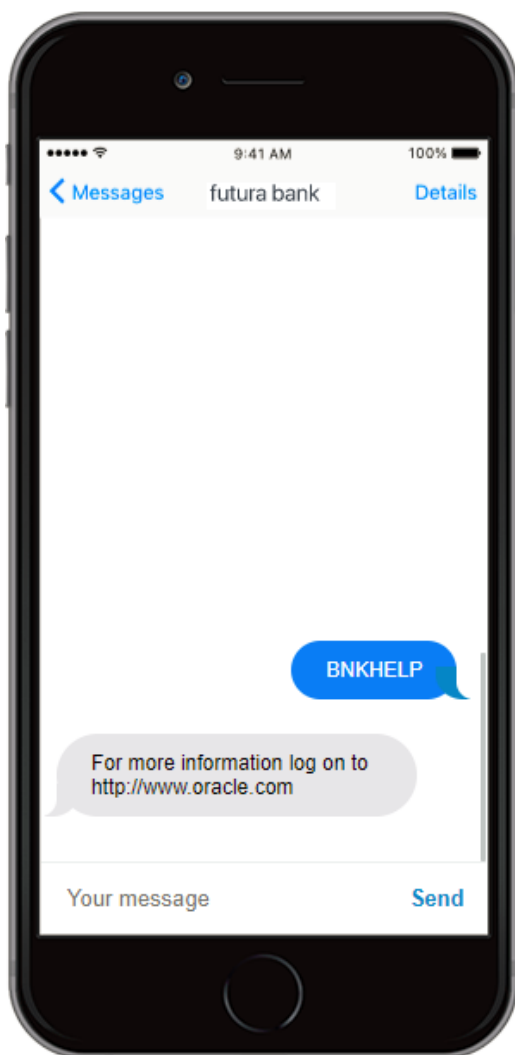 9:41 AM 100%
Messages futura bank Details
BNKHELP
For more information log on to
http://www.oracle.com
Your message Send